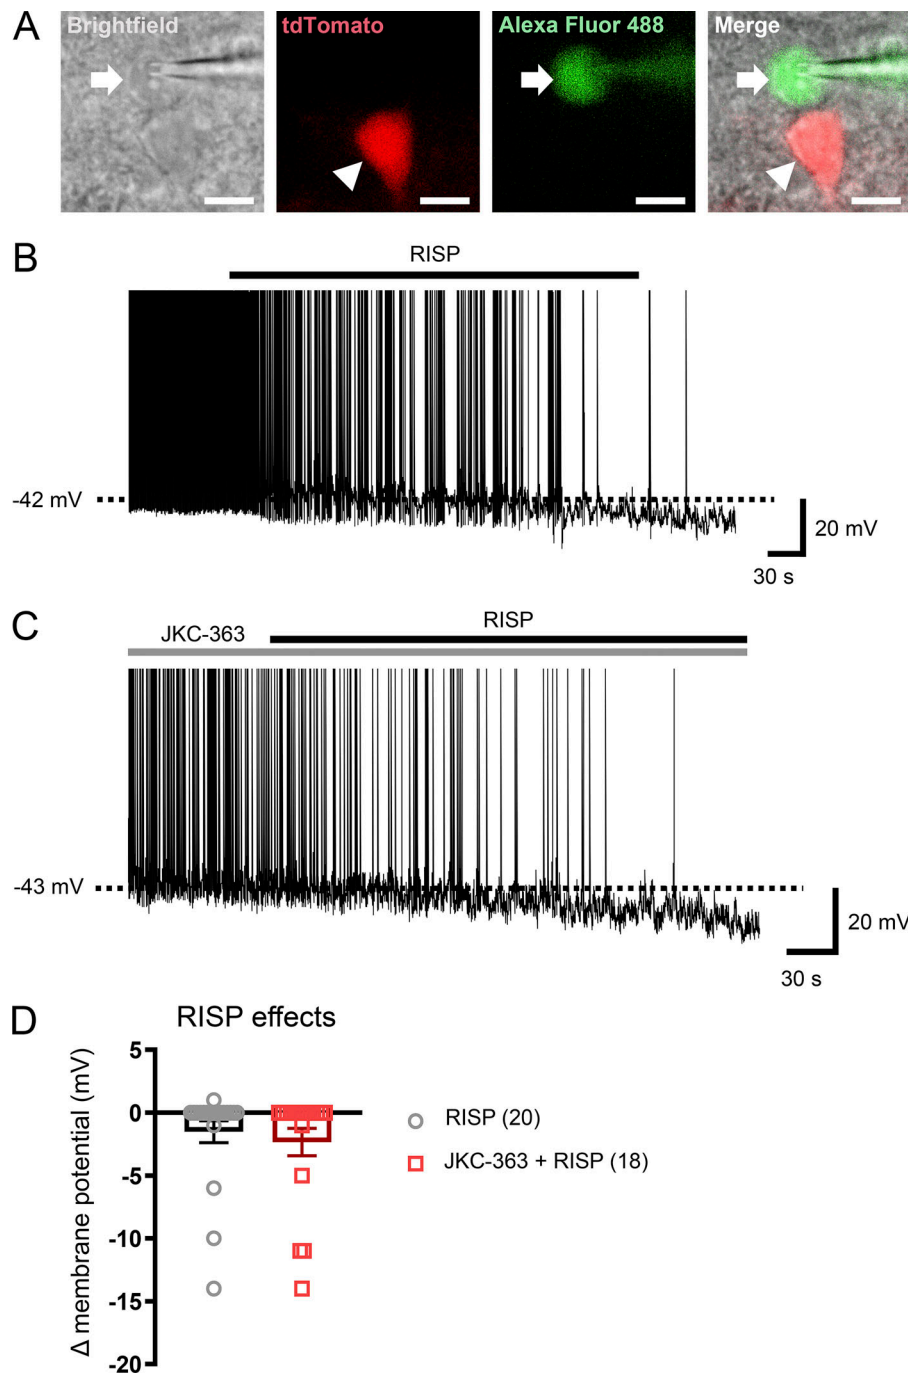 A
Brightfield
tdTomato
Alexa Fluor 488
Merge
B
RISP
-42 mV
20 mV
30 s
C
JKC-363
RISP
-43 mV
20 mV
30 s
D
RISP effects
Δ membrane potential (mV)
5
0
-5
-10
-15
-20
RISP (20)
JKC-363 + RISP (18)